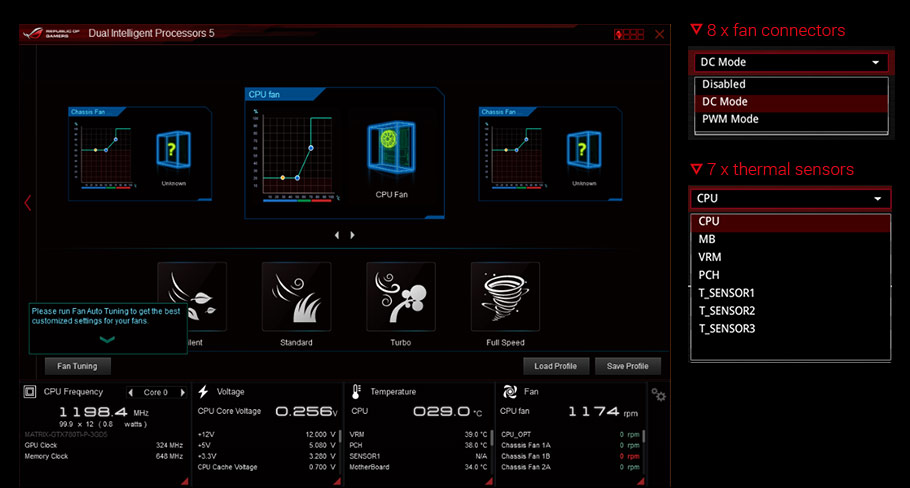 REPUBLIC OF
GAMERS
Dual Intelligent Processors 5
Chassis Fan
Unknown
CPU fan
CPU Fan
Chassis Fan
Unknown
Please run Fan Auto Tuning to get the best
customized settings for your fans.
ilent
Standard
Turbo
Full Speed
Fan Tuning
Load Profile
Save Profile
CPU Frequency
Core 0
1198.4 MHz
99.9 x 12 (0.8 watts)
MATRIX-GTX780TI-P-3GD5
GPU Clock 324 MHz
Memory Clock 648 MHz
Voltage
CPU Core Voltage 0.256V
+12V 12.000 V
+5V 5.080 V
+3.3V 3.280 V
CPU Cache Voltage 0.700 V
Temperature
CPU 029.0 °C
VRM 39.0 °C
PCH 38.0 °C
SENSOR1 N/A
MotherBoard 34.0 °C
Fan
CPU fan 1174 rpm
CPU_OPT 0 rpm
Chassis Fan 1A 0 rpm
Chassis Fan 1B 0 rpm
Chassis Fan 2A 0 rpm
8 x fan connectors
DC Mode
Disabled
DC Mode
PWM Mode
7 x thermal sensors
CPU
CPU
MB
VRM
PCH
T_SENSOR1
T_SENSOR2
T_SENSOR3